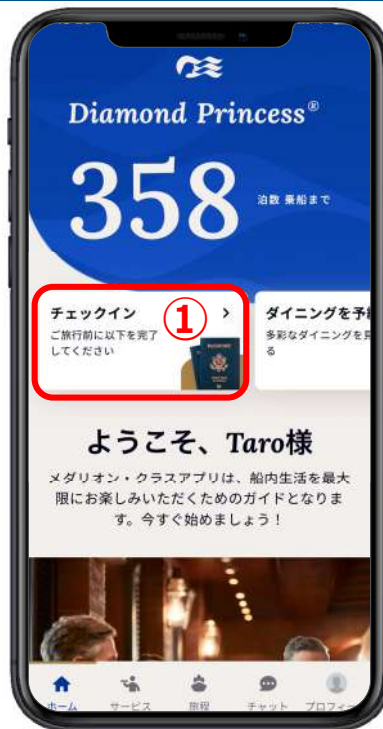 Diamond Princess®
358
泊数 乗船まで
チェックイン
①
ご旅行前に以下を完了
してください
ダイニングを予
多彩なダイニングを見
る
ようこそ、Taro様
メダリオン・クラスアプリは、船内生活を最大
限にお楽しみいただくためのガイドとなりま
す。今すぐ始めましょう！
ホーム
サービス
旅程
チャット
プロフィー